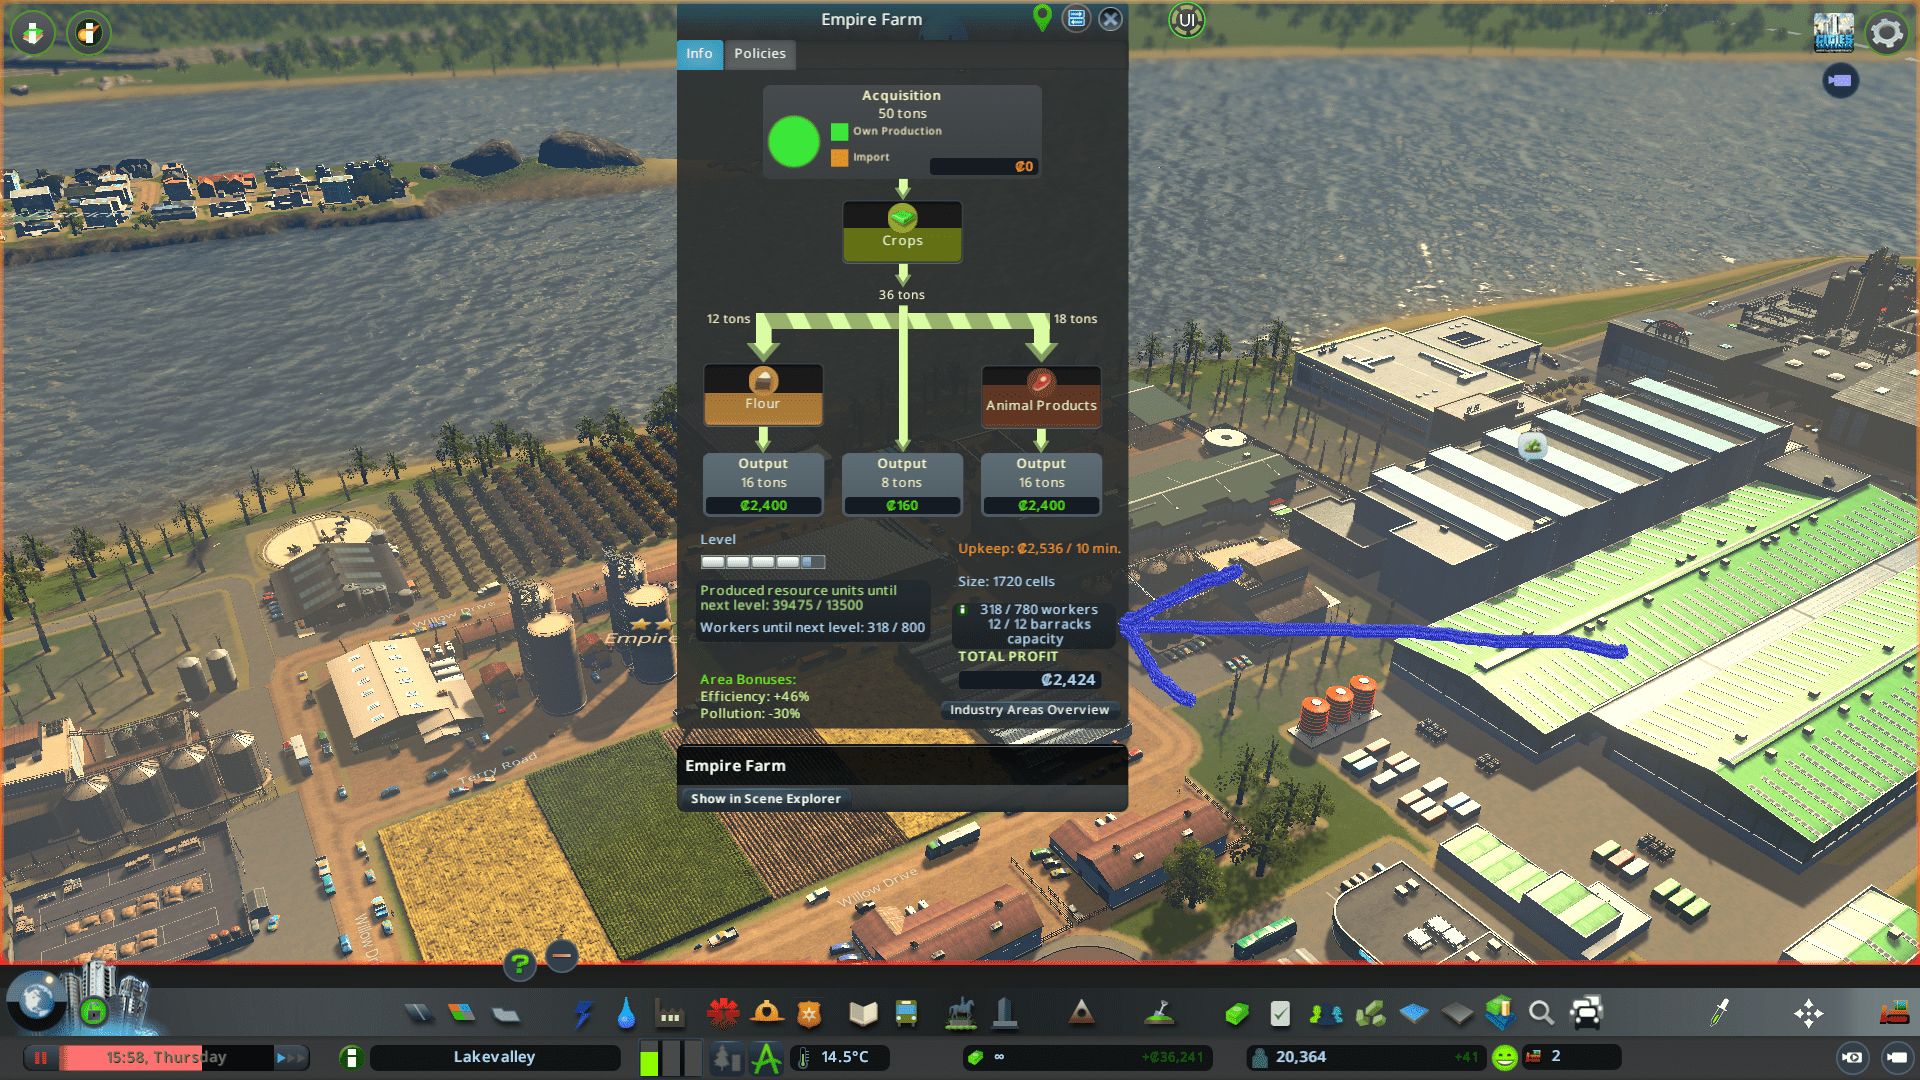 Empire Farm
UI
CITIES
Info
Policies
Acquisition
50 tons
Own Production
Import
₡0
Crops
36 tons
12 tons
18 tons
Flour
Animal Products
Output
16 tons
₡2,400
Output
8 tons
₡160
Output
16 tons
₡2,400
Level
Upkeep: ₡2,536 / 10 min.
Size: 1720 cells
Produced resource units until
next level: 39475 / 13500
Workers until next level: 318 / 800
318 / 780 workers
12 / 12 barracks
capacity
TOTAL PROFIT
₡2,424
Area Bonuses:
Efficiency: +46%
Pollution: -30%
Industry Areas Overview
Empire Farm
Show in Scene Explorer
Willow Drive
Empire
Terry Road
Willow Drive
Willow Dr
?
15:58, Thursday
Lakevalley
14.5°C
∞
+₡36,241
20,364
+41
2